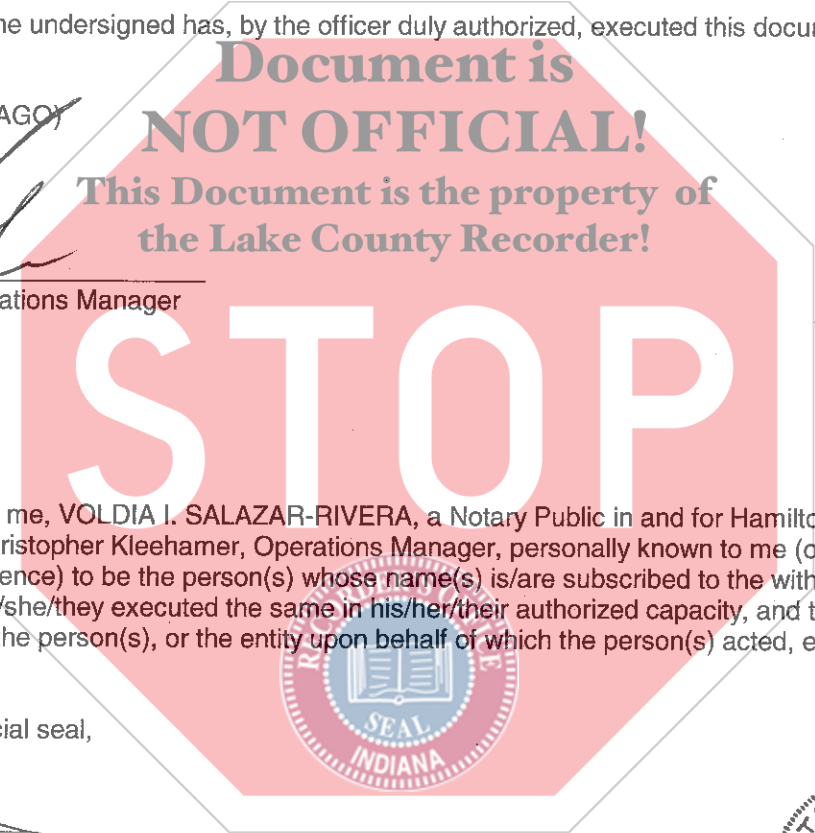 ne undersigned has, by the officer duly authorized, executed this docu
Document is
AGO)
NOT OFFICIAL!
This Document is the property of
the Lake County Recorder!
ations Manager
STOP
me, VOLDIA I. SALAZAR-RIVERA, a Notary Public in and for Hamilto
ristopher Kleehamer, Operations Manager, personally known to me (o
ence) to be the person(s) whose name(s) is/are subscribed to the with
/she/they executed the same in his/her/their authorized capacity, and t
he person(s), or the entity upon behalf of which the person(s) acted, e
RECORDER'S OFFICE
SEAL
INDIANA
cial seal,